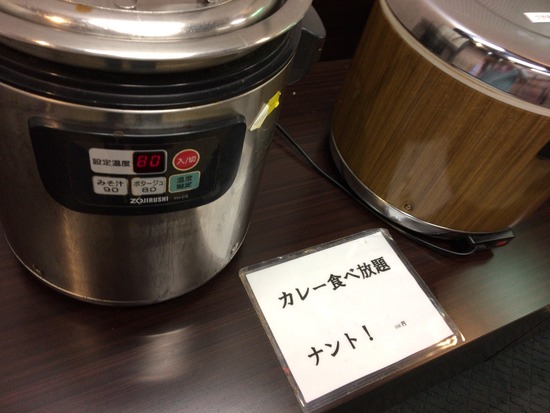 設定温度 80 入/切
みそ汁 ポタージュ 温度
90 80 設定
ZOJIRUSHI
カレー食べ放題
ナント!
円